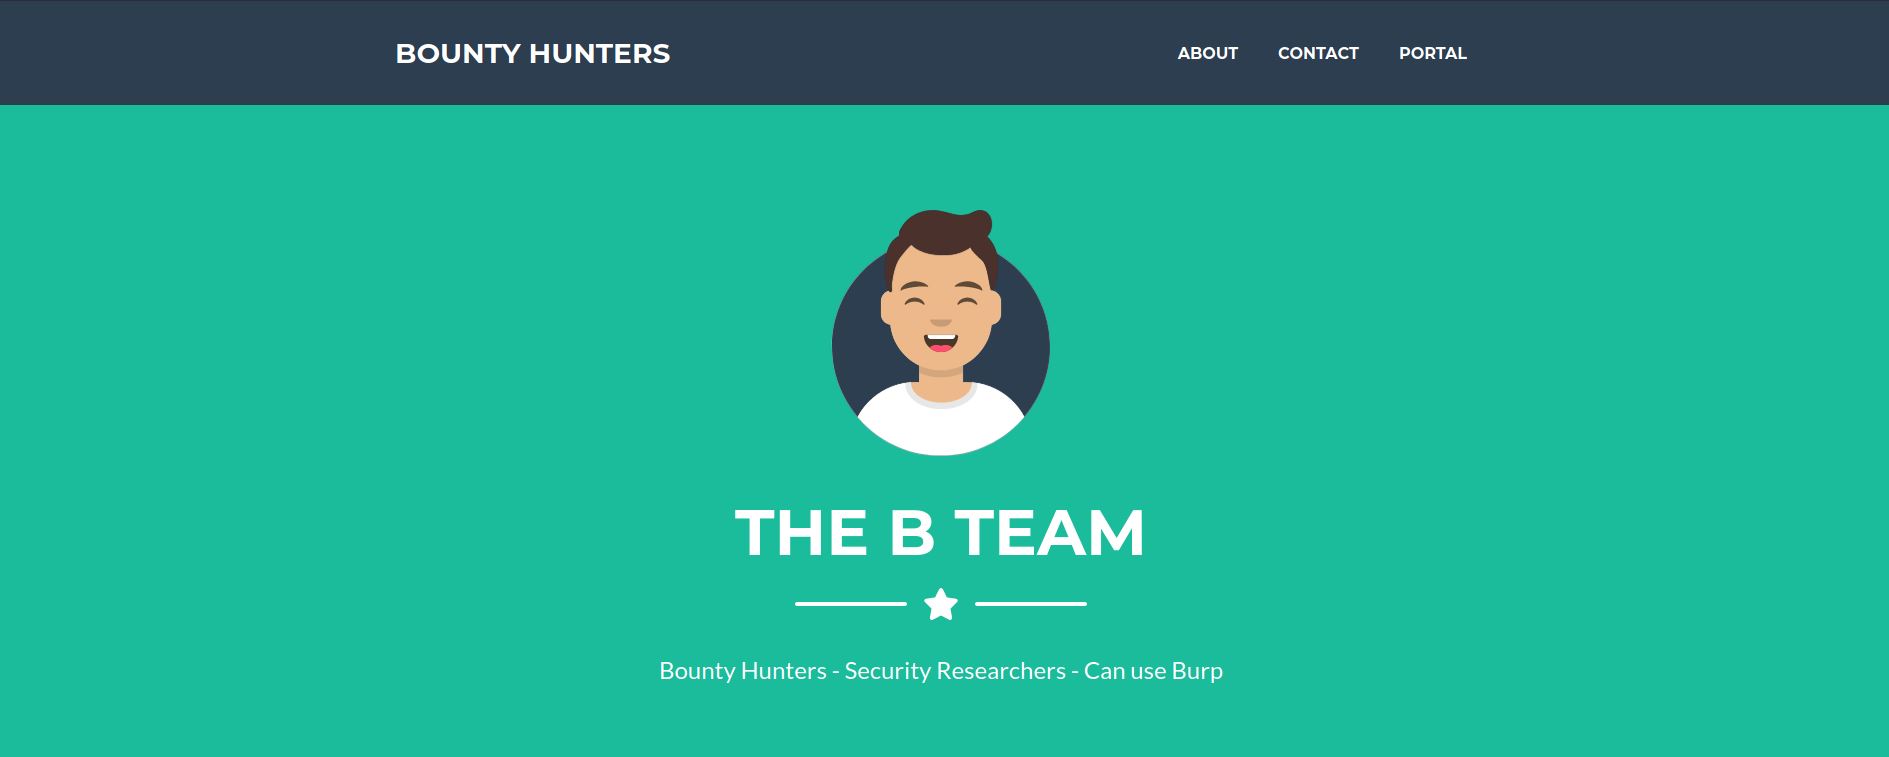 BOUNTY HUNTERS
ABOUT CONTACT PORTAL
THE B TEAM
Bounty Hunters - Security Researchers - Can use Burp